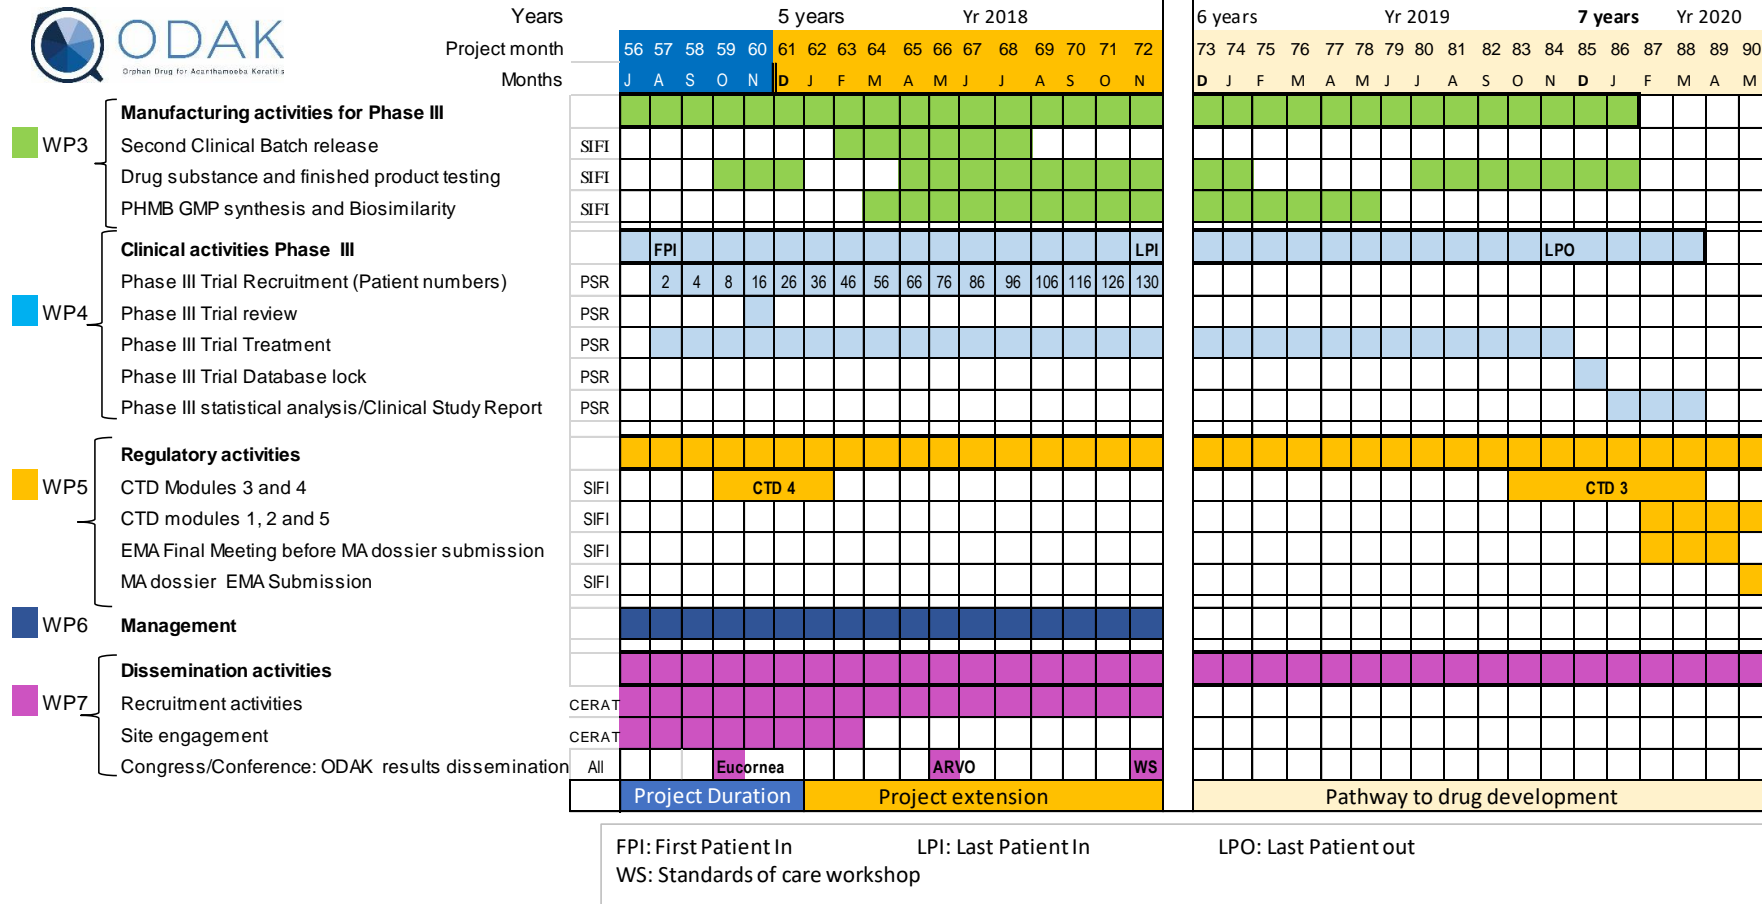 ODAK
Orphan Drug for Acanthamoeba Keratitis
Years 5 years Yr 2018 6 years Yr 2019 7 years Yr 2020
Project month 56 57 58 59 60 61 62 63 64 65 66 67 68 69 70 71 72 73 74 75 76 77 78 79 80 81 82 83 84 85 86 87 88 89 90
Months J A S O N D J F M A M J J A S O N D J F M A M J J A S O N D J F M A M
Manufacturing activities for Phase III
WP3 Second Clinical Batch release SIFI
Drug substance and finished product testing SIFI
PHMB GMP synthesis and Biosimilarity SIFI
Clinical activities Phase III FPI LPI LPO
Phase III Trial Recruitment (Patient numbers) PSR 2 4 8 16 26 36 46 56 66 76 86 96 106 116 126 130
WP4 Phase III Trial review PSR
Phase III Trial Treatment PSR
Phase III Trial Database lock PSR
Phase III statistical analysis/Clinical Study Report PSR
Regulatory activities
WP5 CTD Modules 3 and 4 SIFI CTD 4 CTD 3
CTD modules 1, 2 and 5 SIFI
EMA Final Meeting before MA dossier submission SIFI
MA dossier EMA Submission SIFI
WP6 Management
Dissemination activities
WP7 Recruitment activities CERAT
Site engagement CERAT
Congress/Conference: ODAK results dissemination All Eucornea ARVO WS
Project Duration Project extension Pathway to drug development
FPI: First Patient In LPI: Last Patient In LPO: Last Patient out
WS: Standards of care workshop